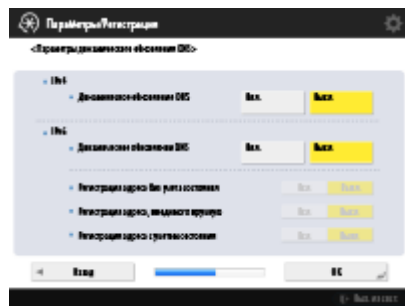 Параметры/Регистрация
<Параметры динамического обновления DNS>
IPv4
Динамическое обновление DNS Вкл. Выкл.
IPv6
Динамическое обновление DNS Вкл. Выкл.
Регистрация адреса без учета состояния Вкл. Выкл.
Регистрация адреса, введенного вручную Вкл. Выкл.
Регистрация адреса с учетом состояния Вкл. Выкл.
Назад OK